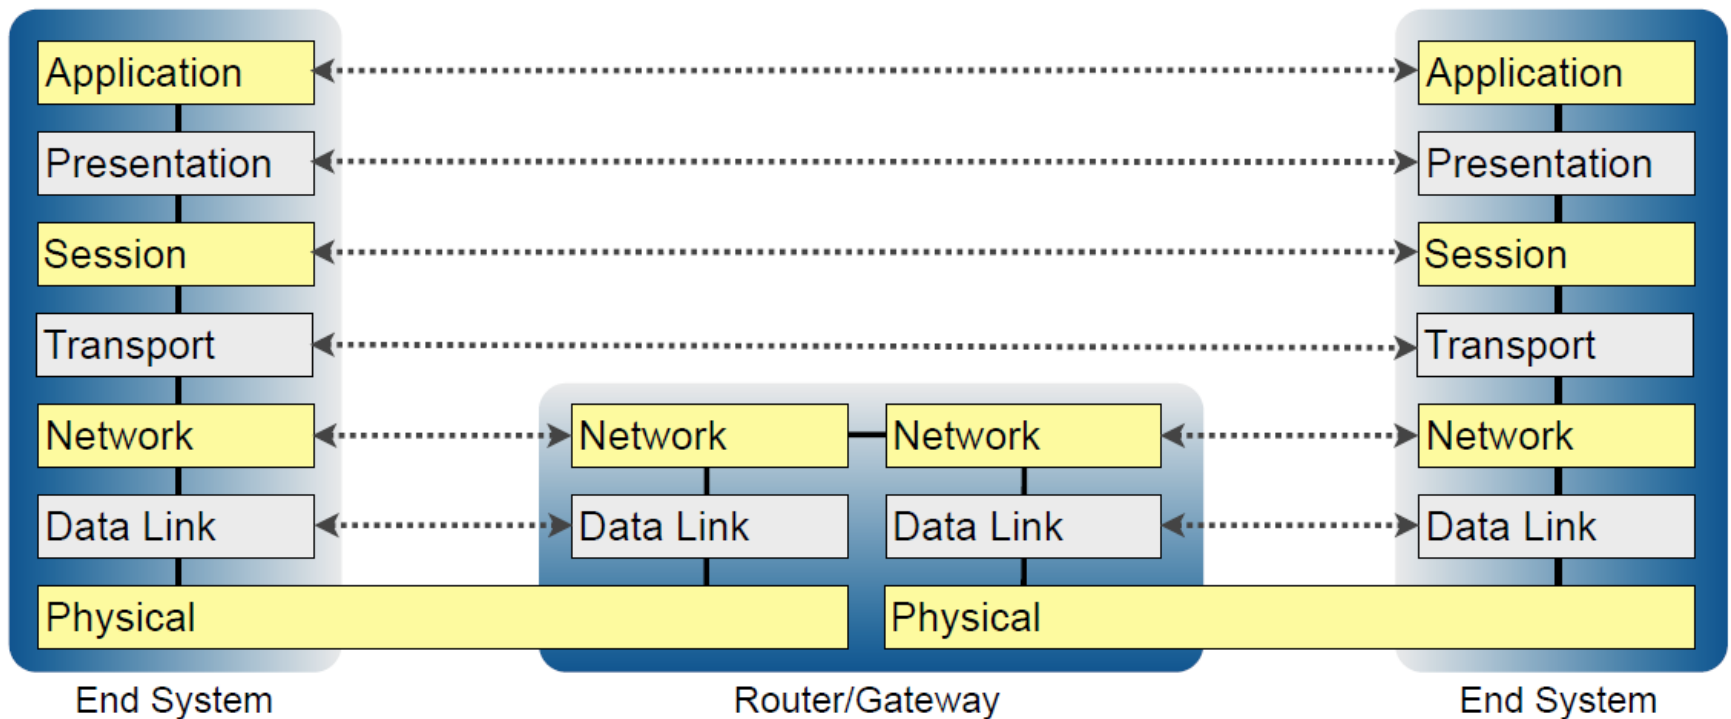 Application
Application
Presentation
Presentation
Session
Session
Transport
Transport
Network
Network
Network
Network
Data Link
Data Link
Data Link
Data Link
Physical
Physical
End System
Router/Gateway
End System